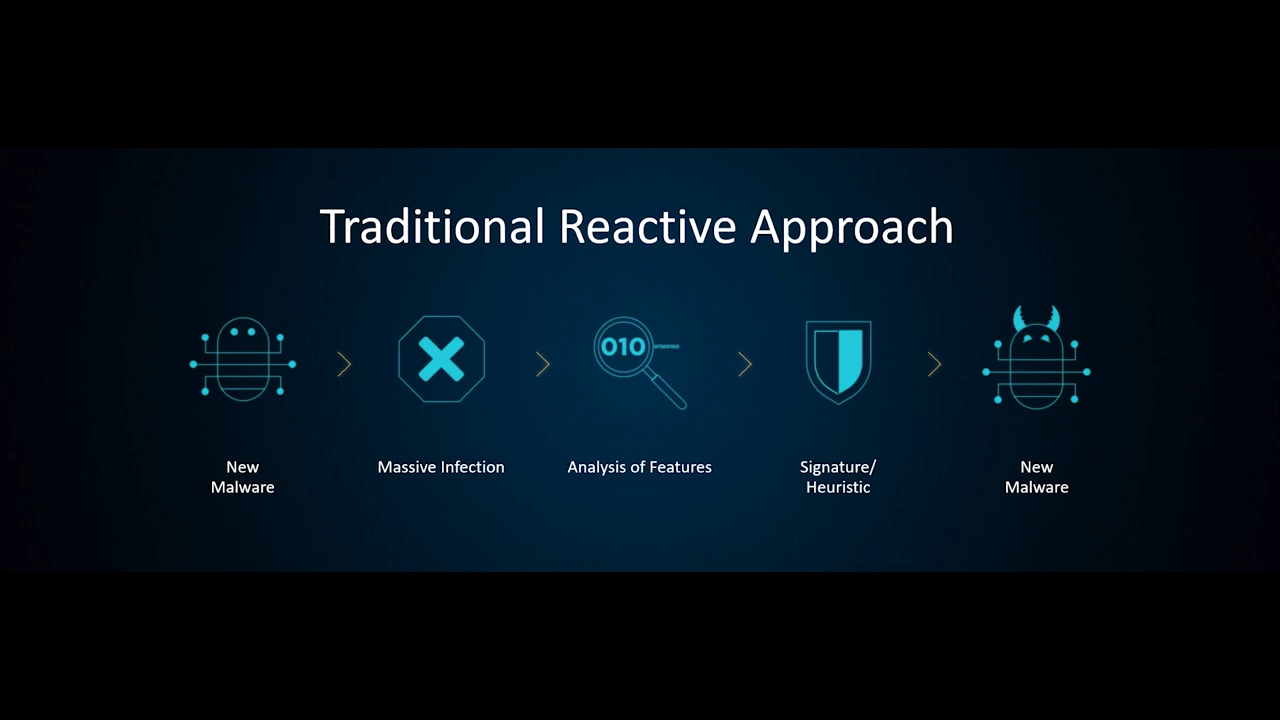 Traditional Reactive Approach
010
New
Malware
Massive Infection
Analysis of Features
Signature/
Heuristic
New
Malware